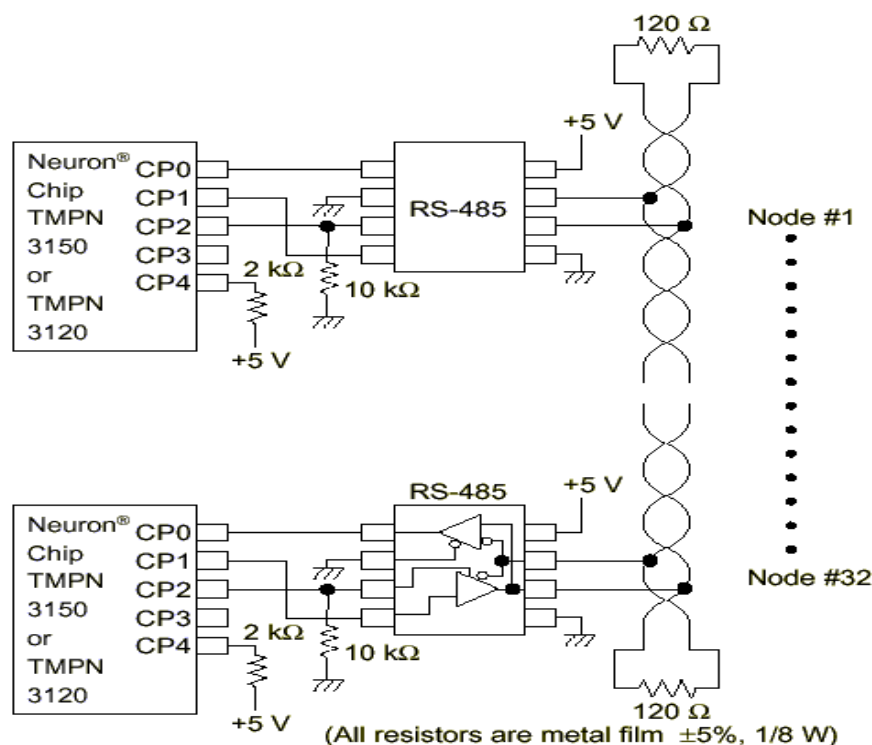 120 Ω
+5 V
Neuron® CP0
Chip CP1
TMPN CP2
3150 CP3
or CP4
TMPN
3120
RS-485
2 kΩ
10 kΩ
+5 V
Node #1
Node #32
RS-485
+5 V
Neuron® CP0
Chip CP1
TMPN CP2
3150 CP3
or CP4
TMPN
3120
2 kΩ
10 kΩ
+5 V
120 Ω
(All resistors are metal film ±5%, 1/8 W)